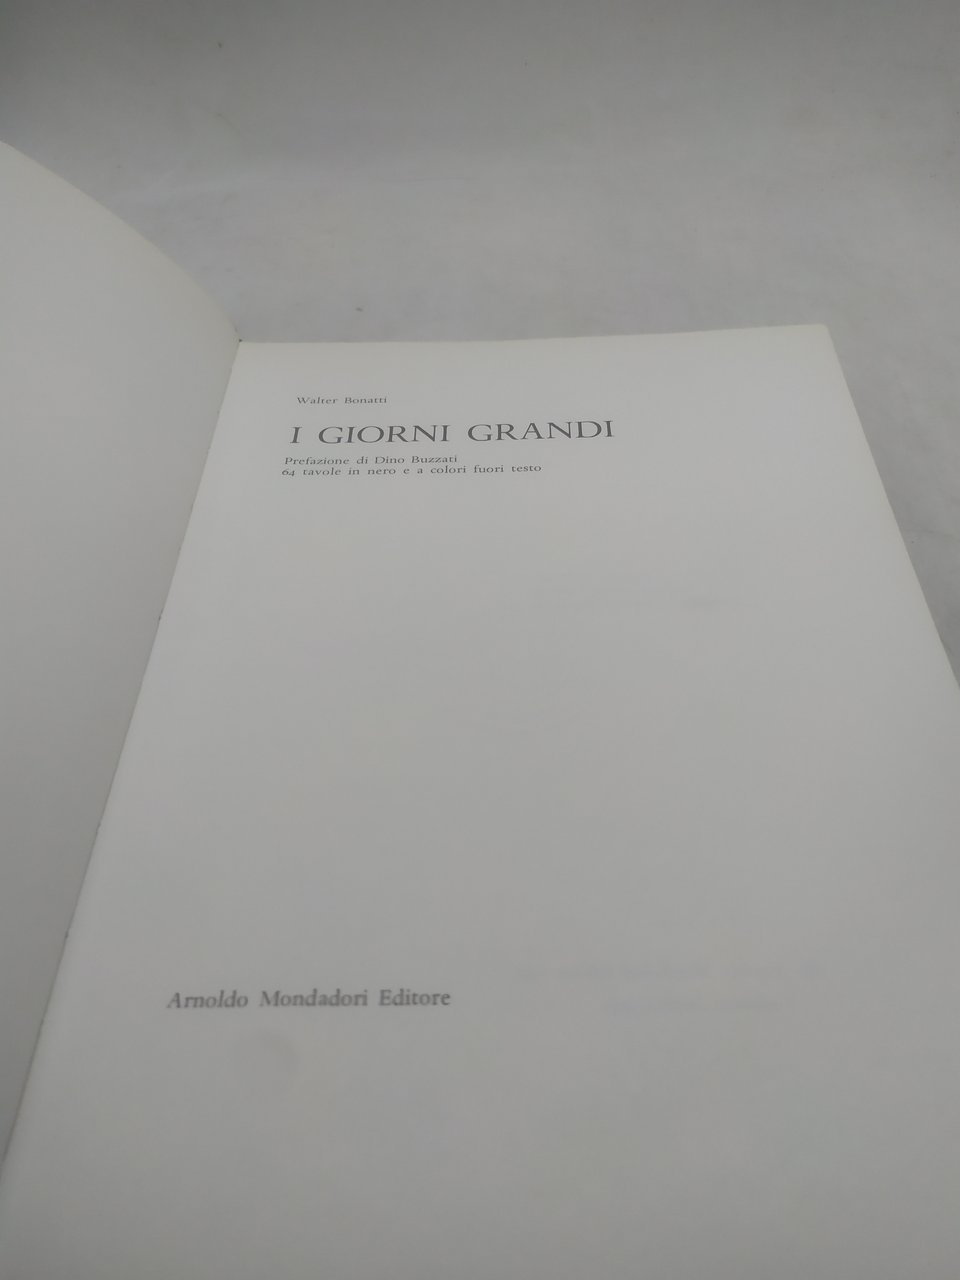 Walter Bonatti
I GIORNI GRANDI
Prefazione di Dino Buzzati
64 tavole in nero e a colori fuori testo
Arnoldo Mondadori Editore